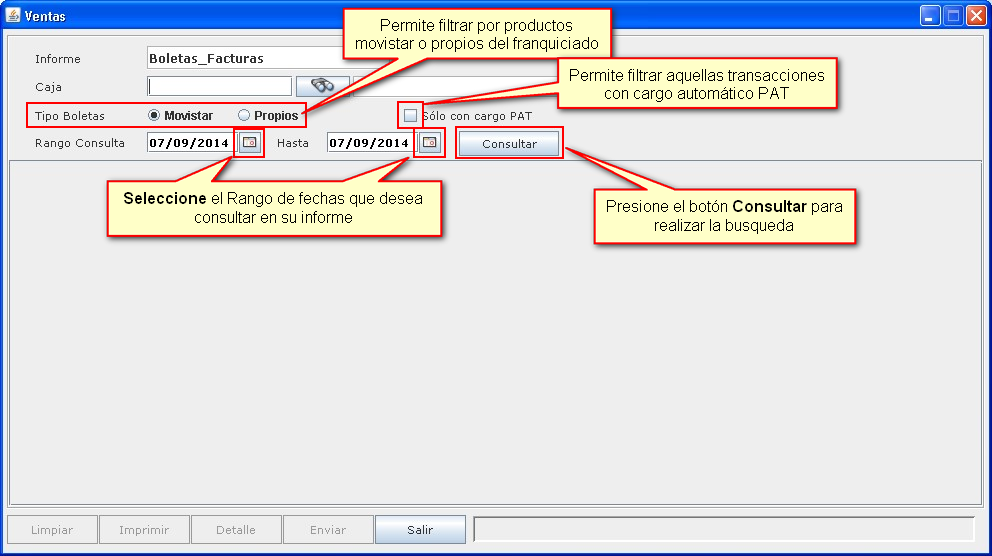 Ventas
Permite filtrar por productos
movistar o propios del franquiciado
Informe
Boletas_Facturas
Caja
Permite filtrar aquellas transacciones
con cargo automático PAT
Tipo Boletas
Movistar
Propios
Sólo con cargo PAT
Rango Consulta
07/09/2014
Hasta
07/09/2014
Consultar
Seleccione el Rango de fechas que desea
consultar en su informe
Presione el botón Consultar para
realizar la busqueda
Limpiar
Imprimir
Detalle
Enviar
Salir